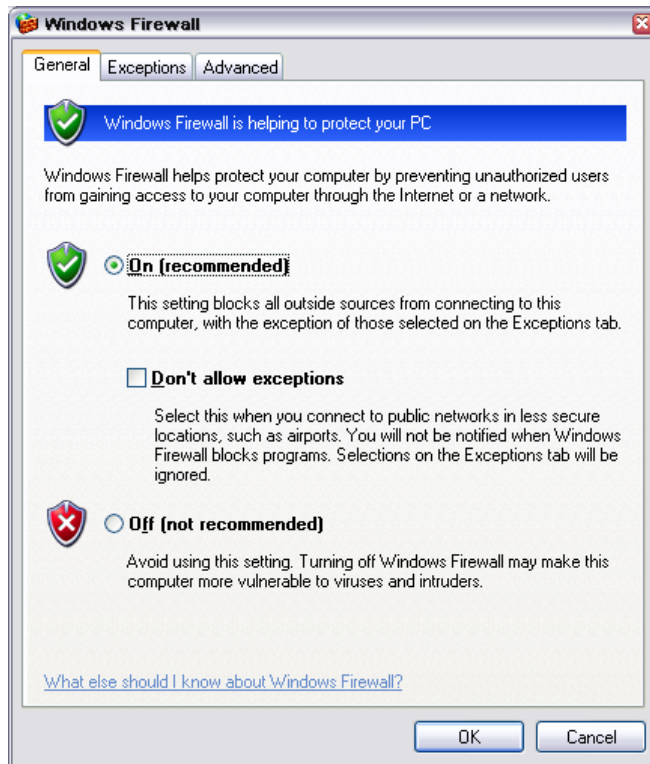 Windows Firewall
General Exceptions Advanced
Windows Firewall is helping to protect your PC
Windows Firewall helps protect your computer by preventing unauthorized users
from gaining access to your computer through the Internet or a network.
On (recommended)
This setting blocks all outside sources from connecting to this
computer, with the exception of those selected on the Exceptions tab.
Don't allow exceptions
Select this when you connect to public networks in less secure
locations, such as airports. You will not be notified when Windows
Firewall blocks programs. Selections on the Exceptions tab will be
ignored.
Off (not recommended)
Avoid using this setting. Turning off Windows Firewall may make this
computer more vulnerable to viruses and intruders.
What else should I know about Windows Firewall?
OK Cancel